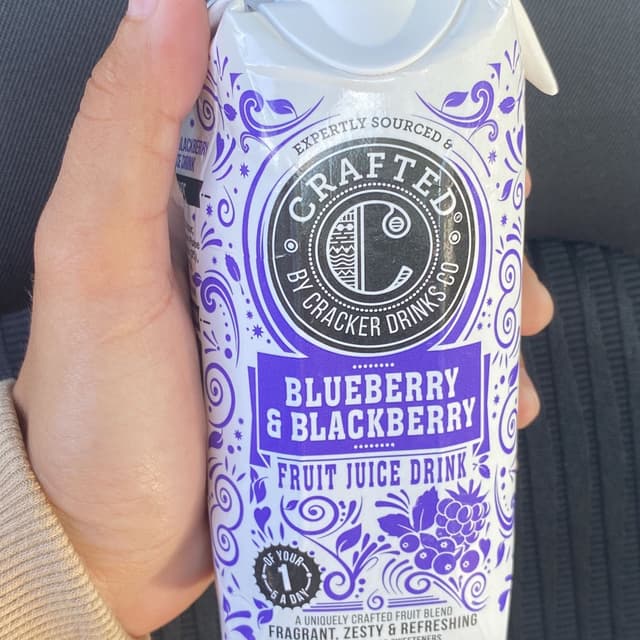 EXPERTLY SOURCED &
CRAFTED
C
BY CRACKER DRINKS CO
BLUEBERRY
& BLACKBERRY
FRUIT JUICE DRINK
1
OF YOUR
5 A DAY
A UNIQUELY CRAFTED FRUIT BLEND
FRAGRANT, ZESTY & REFRESHING
BLACKBERRY